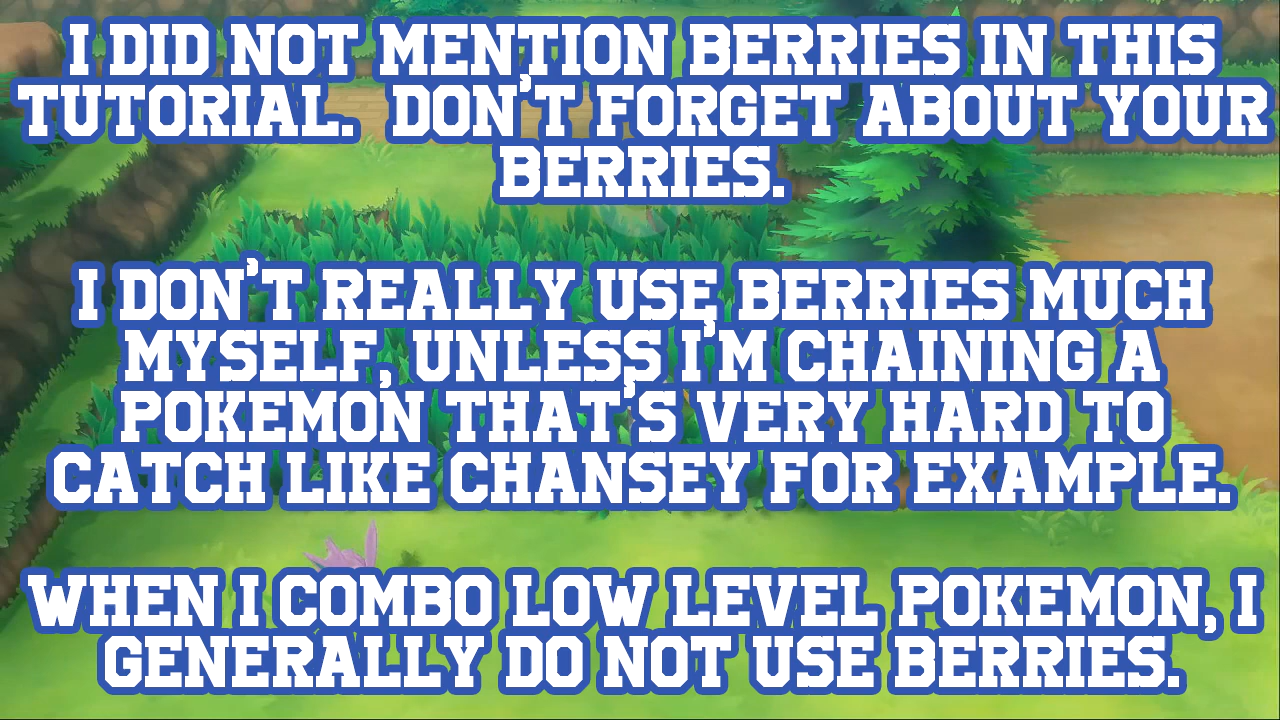 I DID NOT MENTION BERRIES IN THIS
TUTORIAL.  DON'T FORGET ABOUT YOUR
BERRIES.
I DON'T REALLY USE BERRIES MUCH
MYSELF, UNLESS I'M CHAINING A
POKEMON THAT'S VERY HARD TO
CATCH LIKE CHANSEY FOR EXAMPLE.
WHEN I COMBO LOW LEVEL POKEMON, I
GENERALLY DO NOT USE BERRIES.